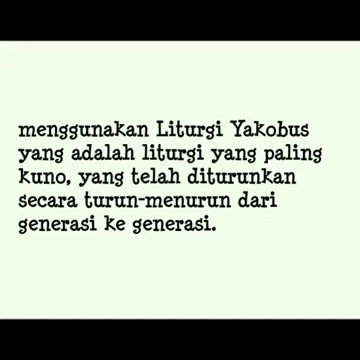 menggunakan Liturgi Yakobus
yang adalah liturgi yang paling
kuno, yang telah diturunkan
secara turun-menurun dari
generasi ke generasi.